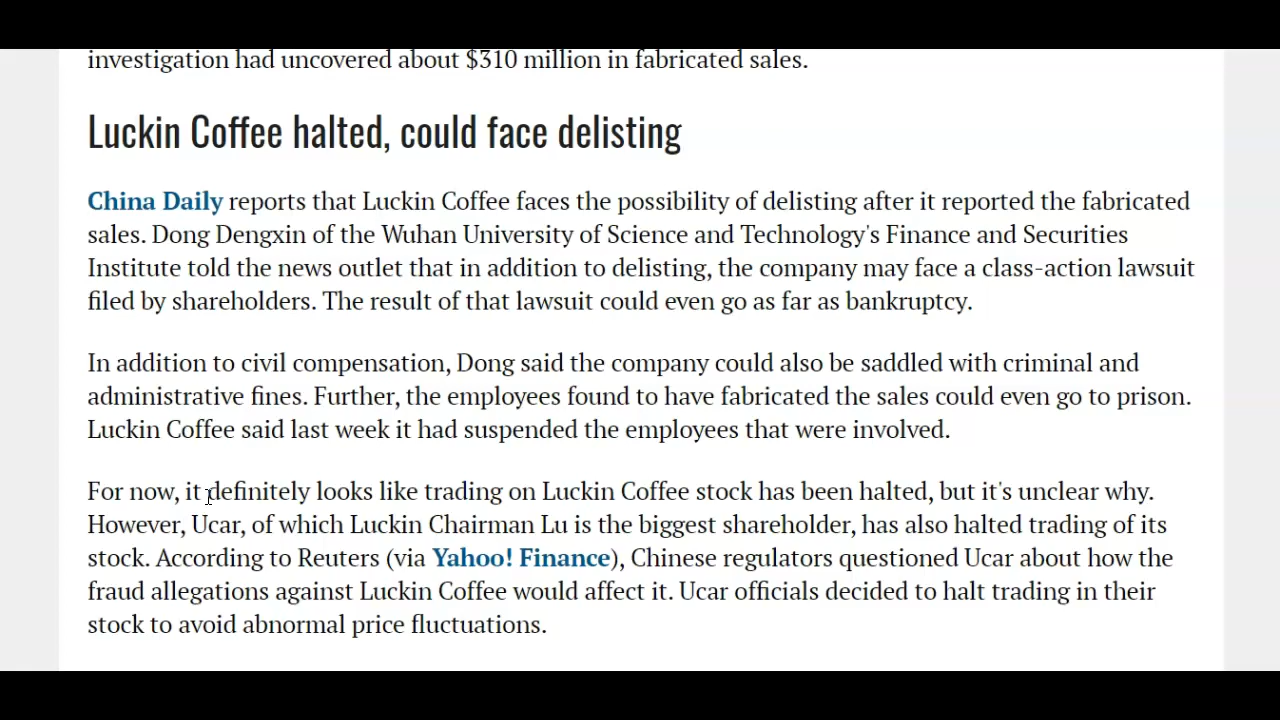 investigation had uncovered about $310 million in fabricated sales.
Luckin Coffee halted, could face delisting
China Daily reports that Luckin Coffee faces the possibility of delisting after it reported the fabricated
sales. Dong Dengxin of the Wuhan University of Science and Technology's Finance and Securities
Institute told the news outlet that in addition to delisting, the company may face a class-action lawsuit
filed by shareholders. The result of that lawsuit could even go as far as bankruptcy.
In addition to civil compensation, Dong said the company could also be saddled with criminal and
administrative fines. Further, the employees found to have fabricated the sales could even go to prison.
Luckin Coffee said last week it had suspended the employees that were involved.
For now, it definitely looks like trading on Luckin Coffee stock has been halted, but it's unclear why.
However, Ucar, of which Luckin Chairman Lu is the biggest shareholder, has also halted trading of its
stock. According to Reuters (via Yahoo! Finance), Chinese regulators questioned Ucar about how the
fraud allegations against Luckin Coffee would affect it. Ucar officials decided to halt trading in their
stock to avoid abnormal price fluctuations.